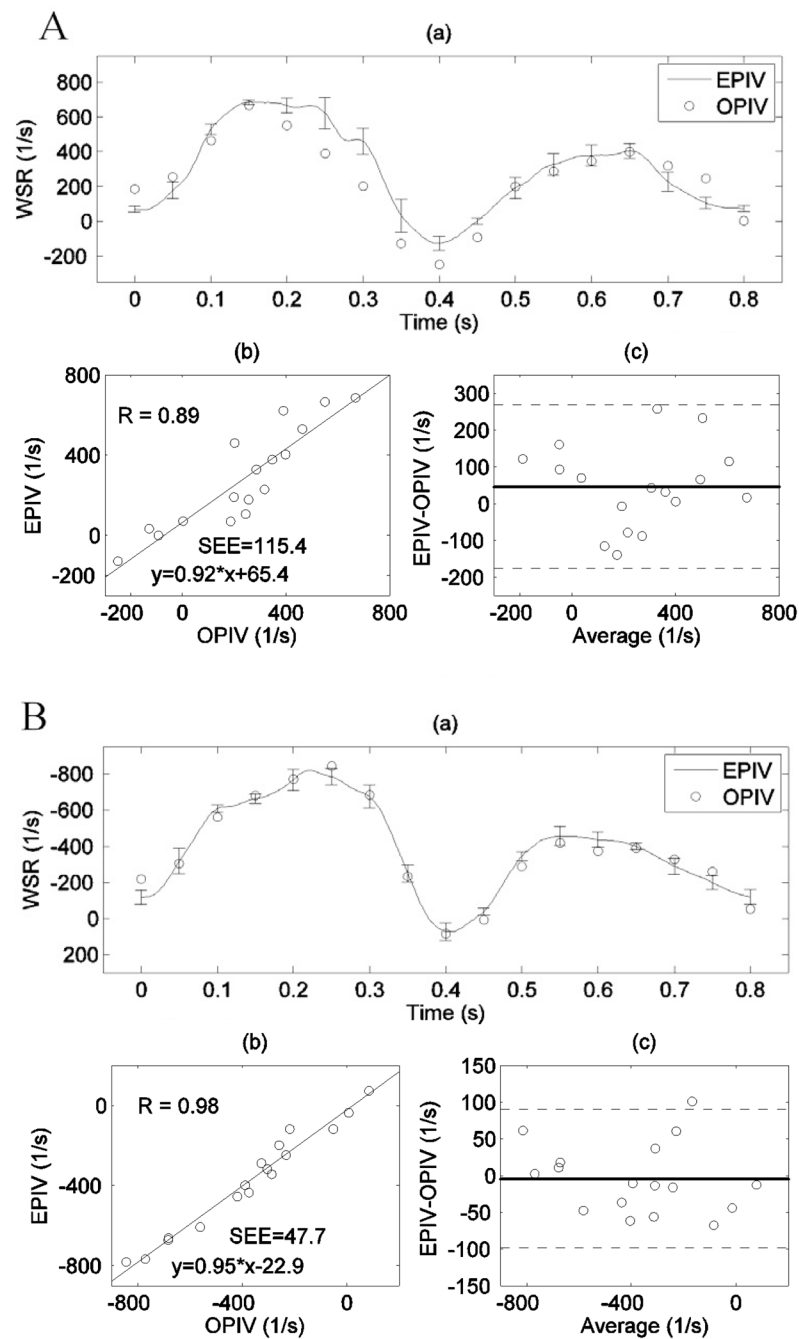 A
(a)
800
600
400
200
0
-200
WSR (1/s)
EPIV
OPIV
0 0.1 0.2 0.3 0.4 0.5 0.6 0.7 0.8
Time (s)
(b)
800
400
0
-200
EPIV (1/s)
R = 0.89
SEE=115.4
y=0.92*x+65.4
-200 0 400 800
OPIV (1/s)
(c)
300
200
100
0
-100
-200
EPIV-OPIV (1/s)
-200 0 400 800
Average (1/s)
B
(a)
-800
-600
-400
-200
0
200
WSR (1/s)
EPIV
OPIV
0 0.1 0.2 0.3 0.4 0.5 0.6 0.7 0.8
Time (s)
(b)
0
-400
-800
EPIV (1/s)
R = 0.98
SEE=47.7
y=0.95*x-22.9
-800 -400 0
OPIV (1/s)
(c)
150
100
50
0
-50
-100
-150
EPIV-OPIV (1/s)
-800 -400 0
Average (1/s)